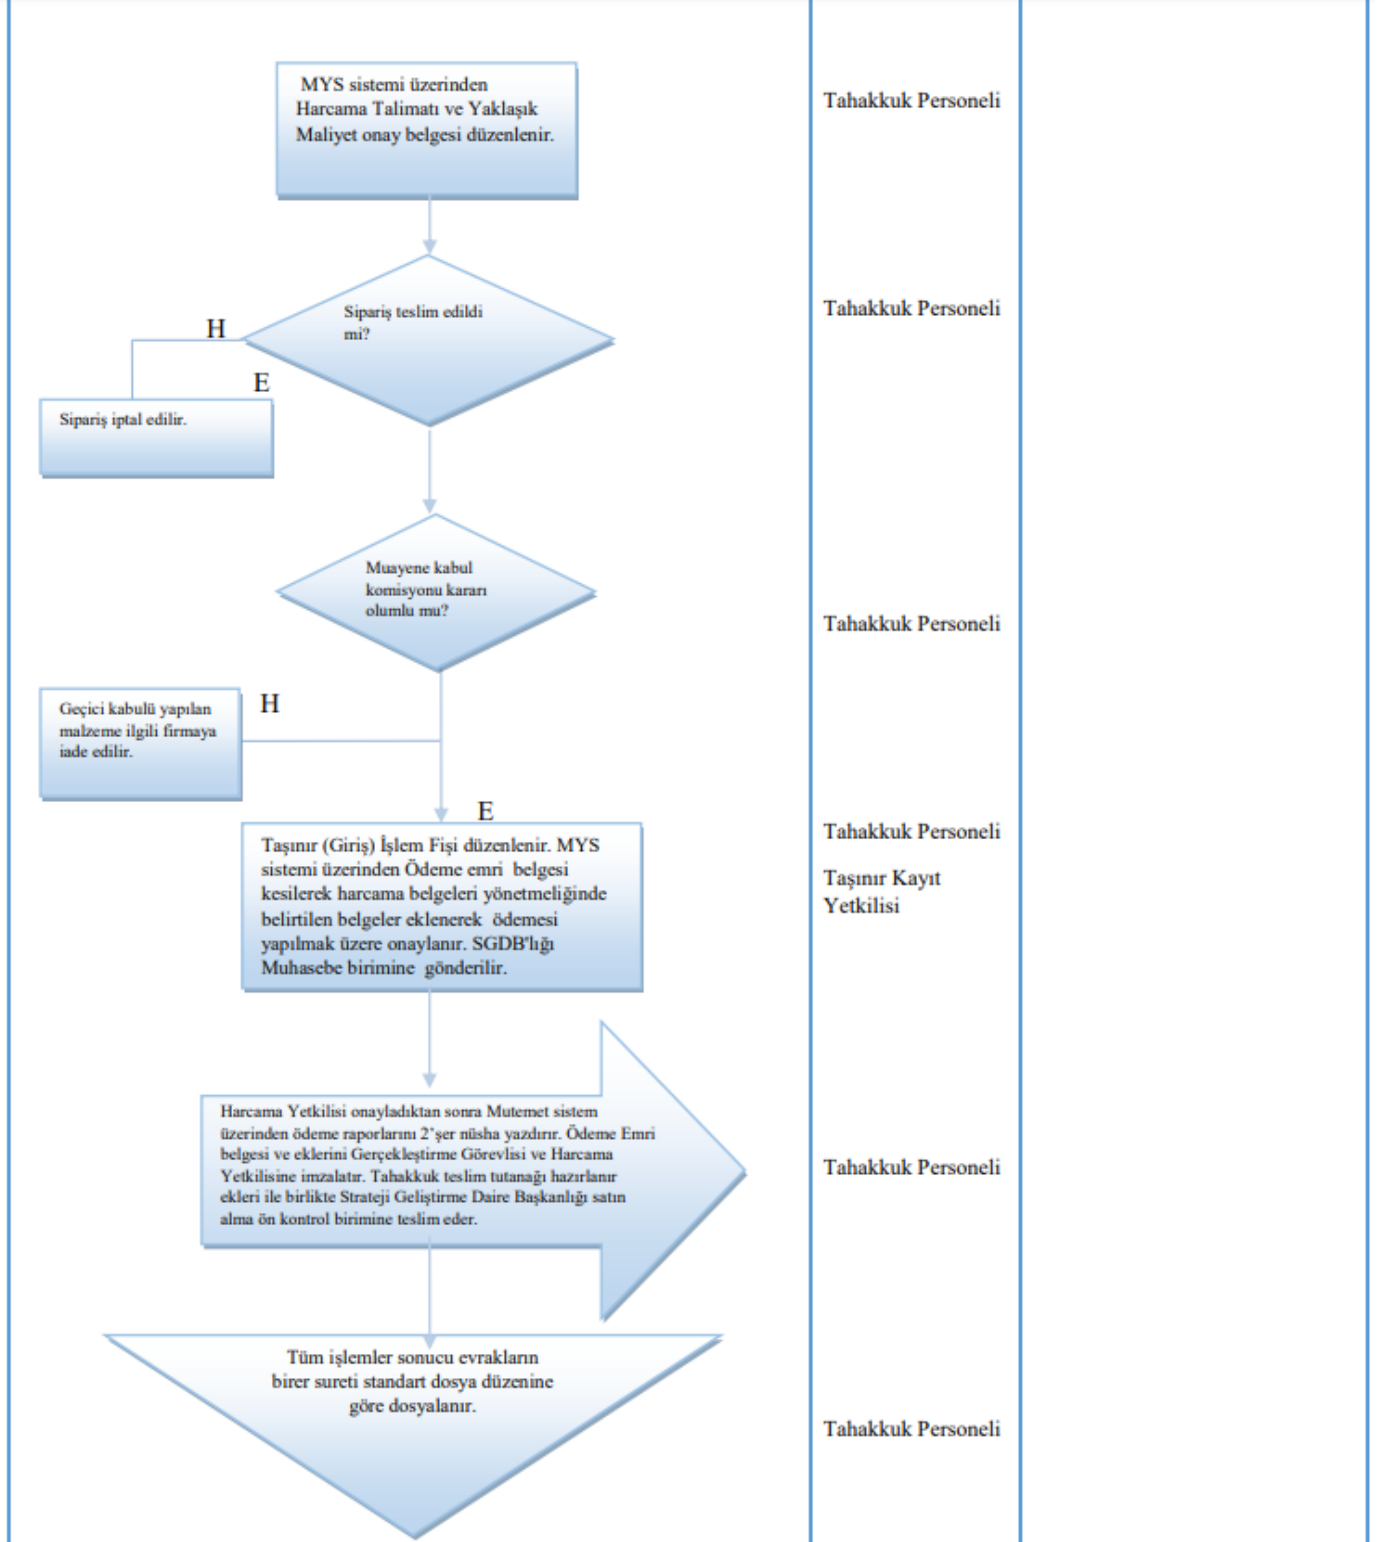 MYS sistemi üzerinden
Harcama Talimatı ve Yaklaşık
Maliyet onay belgesi düzenlenir.
Tahakkuk Personeli
Sipariş teslim edildi
mi?
Tahakkuk Personeli
H
E
Sipariş iptal edilir.
Muayene kabul
komisyonu kararı
olumlu mu?
Tahakkuk Personeli
H
Geçici kabulü yapılan
malzeme ilgili firmaya
iade edilir.
E
Taşınır (Giriş) İşlem Fişi düzenlenir. MYS
sistemi üzerinden Ödeme emri belgesi
kesilerek harcama belgeleri yönetmeliğinde
belirtilen belgeler eklenerek ödemesi
yapılmak üzere onaylanır. SGDB'lığı
Muhasebe birimine gönderilir.
Tahakkuk Personeli
Taşınır Kayıt
Yetkilisi
Harcama Yetkilisi onayladıktan sonra Mutemet sistem
üzerinden ödeme raporlarını 2’şer nüsha yazdırır. Ödeme Emri
belgesi ve eklerini Gerçekleştirme Görevlisi ve Harcama
Yetkilisine imzalatır. Tahakkuk teslim tutanağı hazırlanır
ekleri ile birlikte Strateji Geliştirme Daire Başkanlığı satın
alma ön kontrol birimine teslim eder.
Tahakkuk Personeli
Tüm işlemler sonucu evrakların
birer sureti standart dosya düzenine
göre dosyalanır.
Tahakkuk Personeli